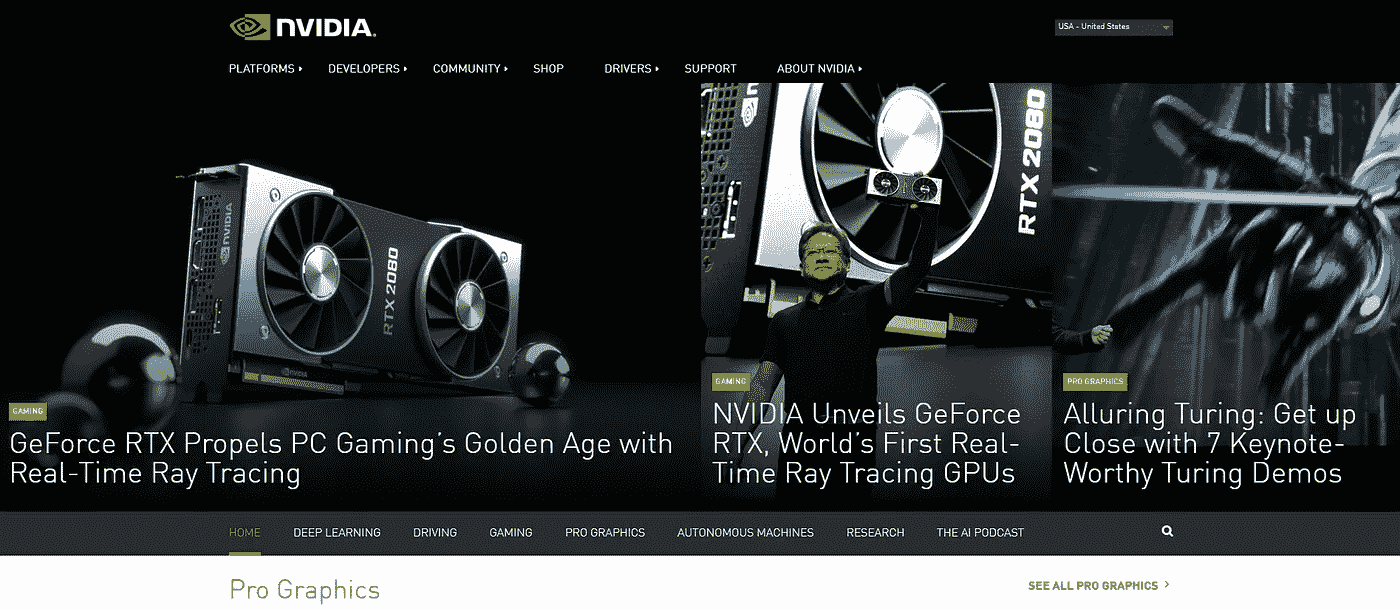 NVIDIA.
USA - United States
PLATFORMS DEVELOPERS COMMUNITY SHOP DRIVERS SUPPORT ABOUT NVIDIA
NVIDIA
RTX 2080
NVIDIA
GAMING
GeForce RTX Propels PC Gaming's Golden Age with
Real-Time Ray Tracing
RTX 2080
GAMING
NVIDIA Unveils GeForce
RTX, World's First Real-
Time Ray Tracing GPUs
PRO GRAPHICS
Alluring Turing: Get up
Close with 7 Keynote-
Worthy Turing Demos
HOME DEEP LEARNING DRIVING GAMING PRO GRAPHICS AUTONOMOUS MACHINES RESEARCH THE AI PODCAST
Pro Graphics
SEE ALL PRO GRAPHICS